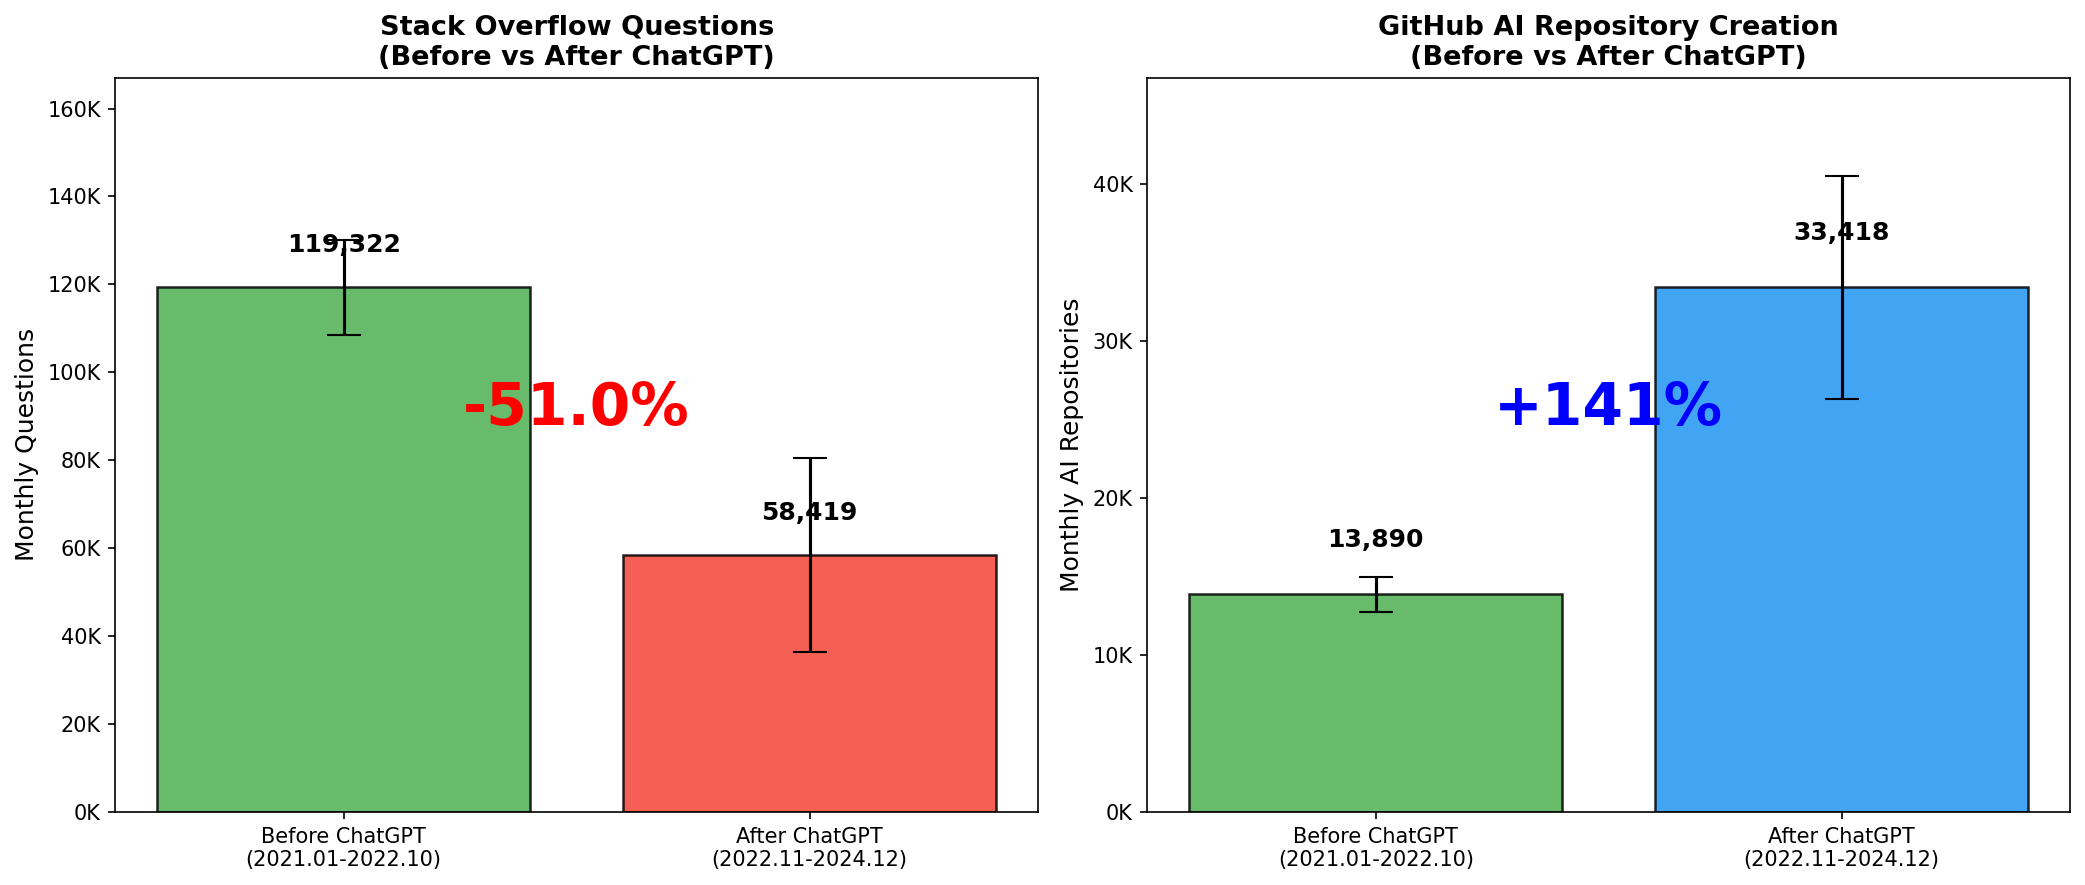 Stack Overflow Questions
(Before vs After ChatGPT)
Monthly Questions
160K
140K
120K
100K
80K
60K
40K
20K
0K
119,322
-51.0%
58,419
Before ChatGPT
(2021.01-2022.10)
After ChatGPT
(2022.11-2024.12)
GitHub AI Repository Creation
(Before vs After ChatGPT)
Monthly AI Repositories
40K
30K
20K
10K
0K
33,418
+141%
13,890
Before ChatGPT
(2021.01-2022.10)
After ChatGPT
(2022.11-2024.12)